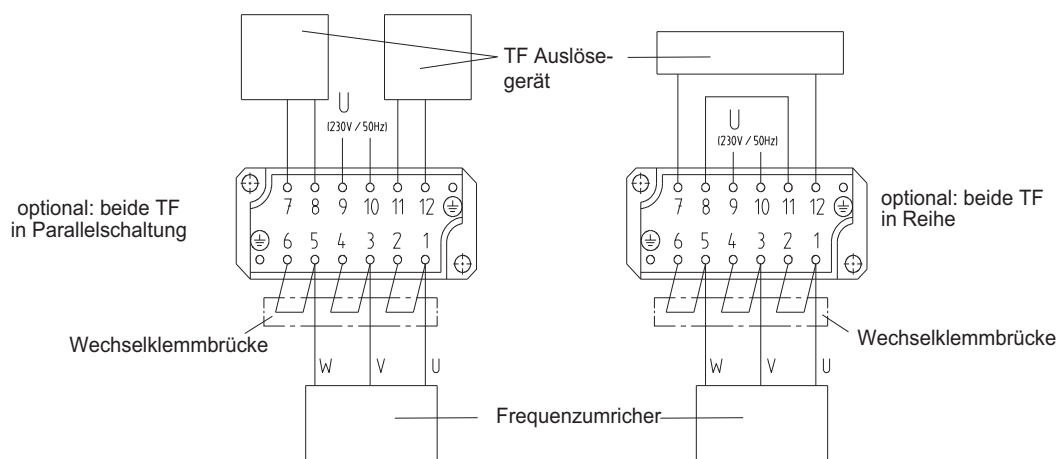 TF Auslöse-
gerät
U
(230V / 50Hz)
7 8 9 10 11 12
6 5 4 3 2 1
optional: beide TF
in Parallelschaltung
Wechselklemmbrücke
W V U
U
(230V / 50Hz)
7 8 9 10 11 12
6 5 4 3 2 1
optional: beide TF
in Reihe
Wechselklemmbrücke
W V U
Frequenzumricher